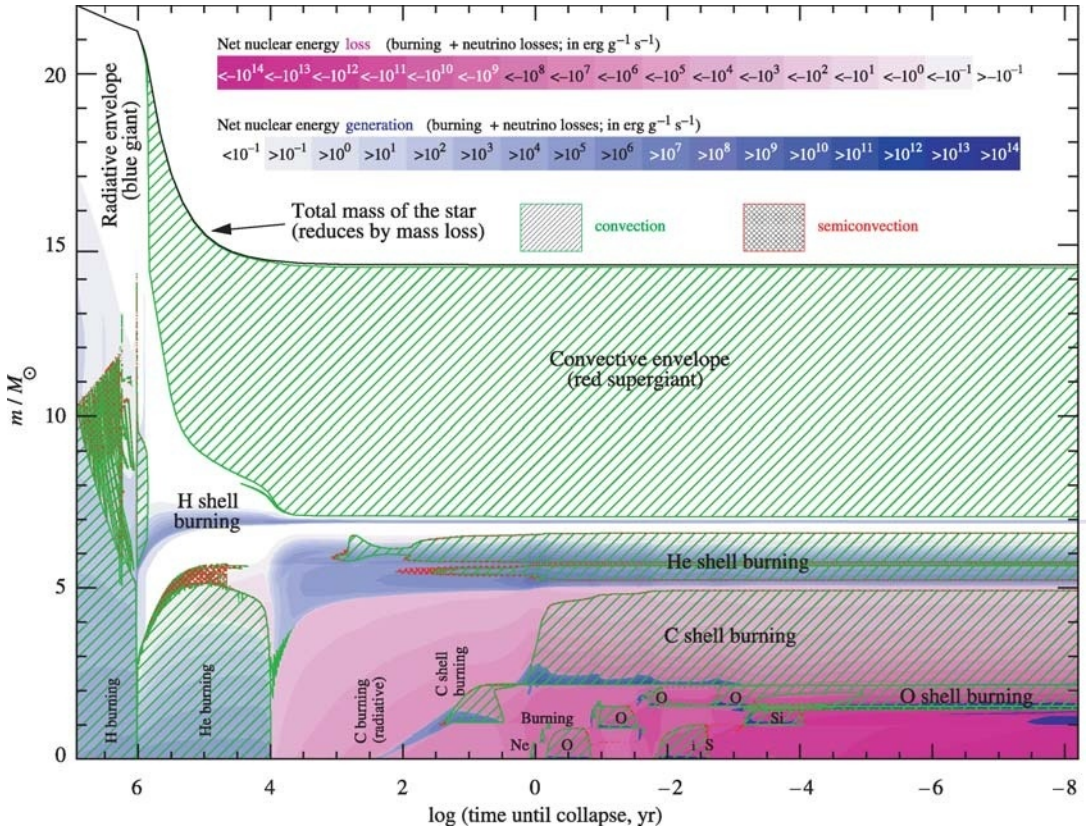 Net nuclear energy loss (burning + neutrino losses; in erg g⁻¹ s⁻¹)
<−10¹⁴ <−10¹³ <−10¹² <−10¹¹ <−10¹⁰ <−10⁹ <−10⁸ <−10⁷ <−10⁶ <−10⁵ <−10⁴ <−10³ <−10² <−10¹ <−10⁰ <−10⁻¹ >−10⁻¹
Net nuclear energy generation (burning + neutrino losses; in erg g⁻¹ s⁻¹)
<10⁻¹ >10⁻¹ >10⁰ >10¹ >10² >10³ >10⁴ >10⁵ >10⁶ >10⁷ >10⁸ >10⁹ >10¹⁰ >10¹¹ >10¹² >10¹³ >10¹⁴
Radiative envelope
(blue giant)
Total mass of the star
(reduces by mass loss)
convection
semiconvection
Convective envelope
(red supergiant)
H shell
burning
He shell burning
C shell burning
O shell burning
H burning
He burning
C burning
(radiative)
C shell
burning
Burning
Ne
O
O
O
O
i S
Si
20
15
10
5
0
m / M⊙
6 4 2 0 −2 −4 −6 −8
log (time until collapse, yr)